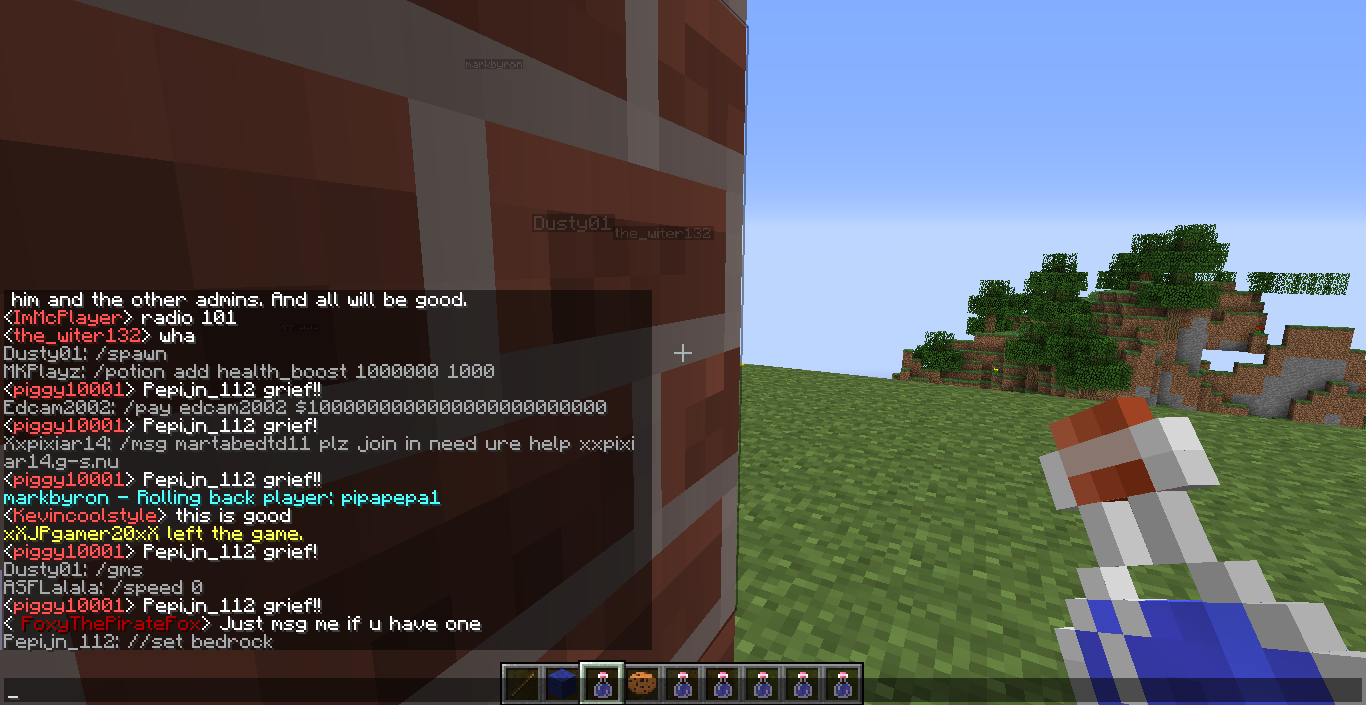 markbyron
Dusty01
the_witer132
him and the other admins. And all will be good.
<ImMcPlayer> radio 101
<the_witer132> wha
Dusty01: /spawn
MKPlayz: /potion add health_boost 1000000 1000
<piggy10001> Pepijn_112 grief!!
Edcam2002: /pay edcam2002 $1000000000000000000000000
<piggy10001> Pepijn_112 grief!
Xxpixiar14: /msg martabedtd11 plz join in need ure help xxpixi
ar14.g-s.nu
<piggy10001> Pepijn_112 grief!!
markbyron - Rolling back player: pipapepa1
<Kevincoolstyle> this is good
xXJPgamer20xX left the game.
<piggy10001> Pepijn_112 grief!
Dusty01: /gms
ASFLalala: /speed 0
<piggy10001> Pepijn_112 grief!!
< FoxyThePirateFox> Just msg me if u have one
Pepijn_112: //set bedrock
_